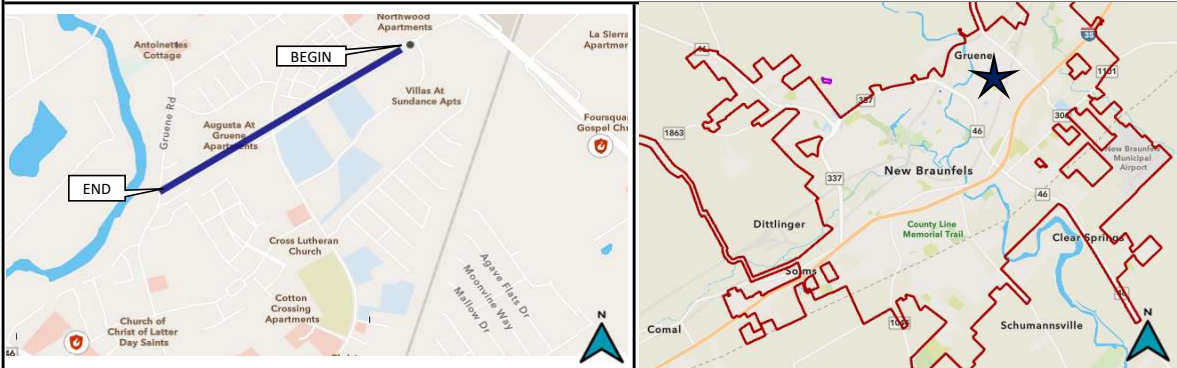 Northwood
Apartments
BEGIN
La Sierra
Apartmen
Antoinettes
Cottage
Villas At
Sundance Apts
Gruene Rd
Augusta At
Gruene
Apartments
Foursquar
Gospel Chu
END
Cross Lutheran
Church
Agave Flats Dr
Moonvine Way
Mallow Dr
Cotton
Crossing
Apartments
Church of
Christ of Latter
Day Saints
46
N
46
Gruene
35
1101
337
306
1863
46
New Braunfels
Municipal
Airport
New Braunfels
337
46
Dittlinger
County Line
Memorial Trail
Clear Springs
Solms
Comal
Schumannsville
N